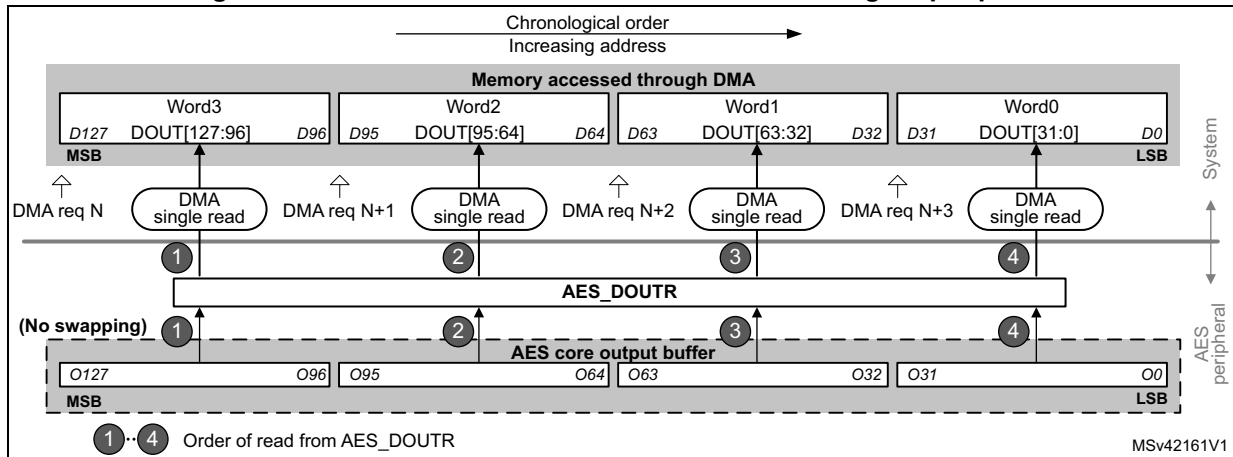 Chronological order
Increasing address
Memory accessed through DMA
Word3 Word2 Word1 Word0
D127 DOUT[127:96] D96 D95 DOUT[95:64] D64 D63 DOUT[63:32] D32 D31 DOUT[31:0] D0
MSB LSB
System
DMA req N DMA single read DMA req N+1 DMA single read DMA req N+2 DMA single read DMA req N+3 DMA single read
1 2 3 4
AES_DOUTR
(No swapping)
1 2 3 4
AES peripheral
AES core output buffer
O127 O96 O95 O64 O63 O32 O31 O0
MSB LSB
1··4 Order of read from AES_DOUTR
MSv42161V1